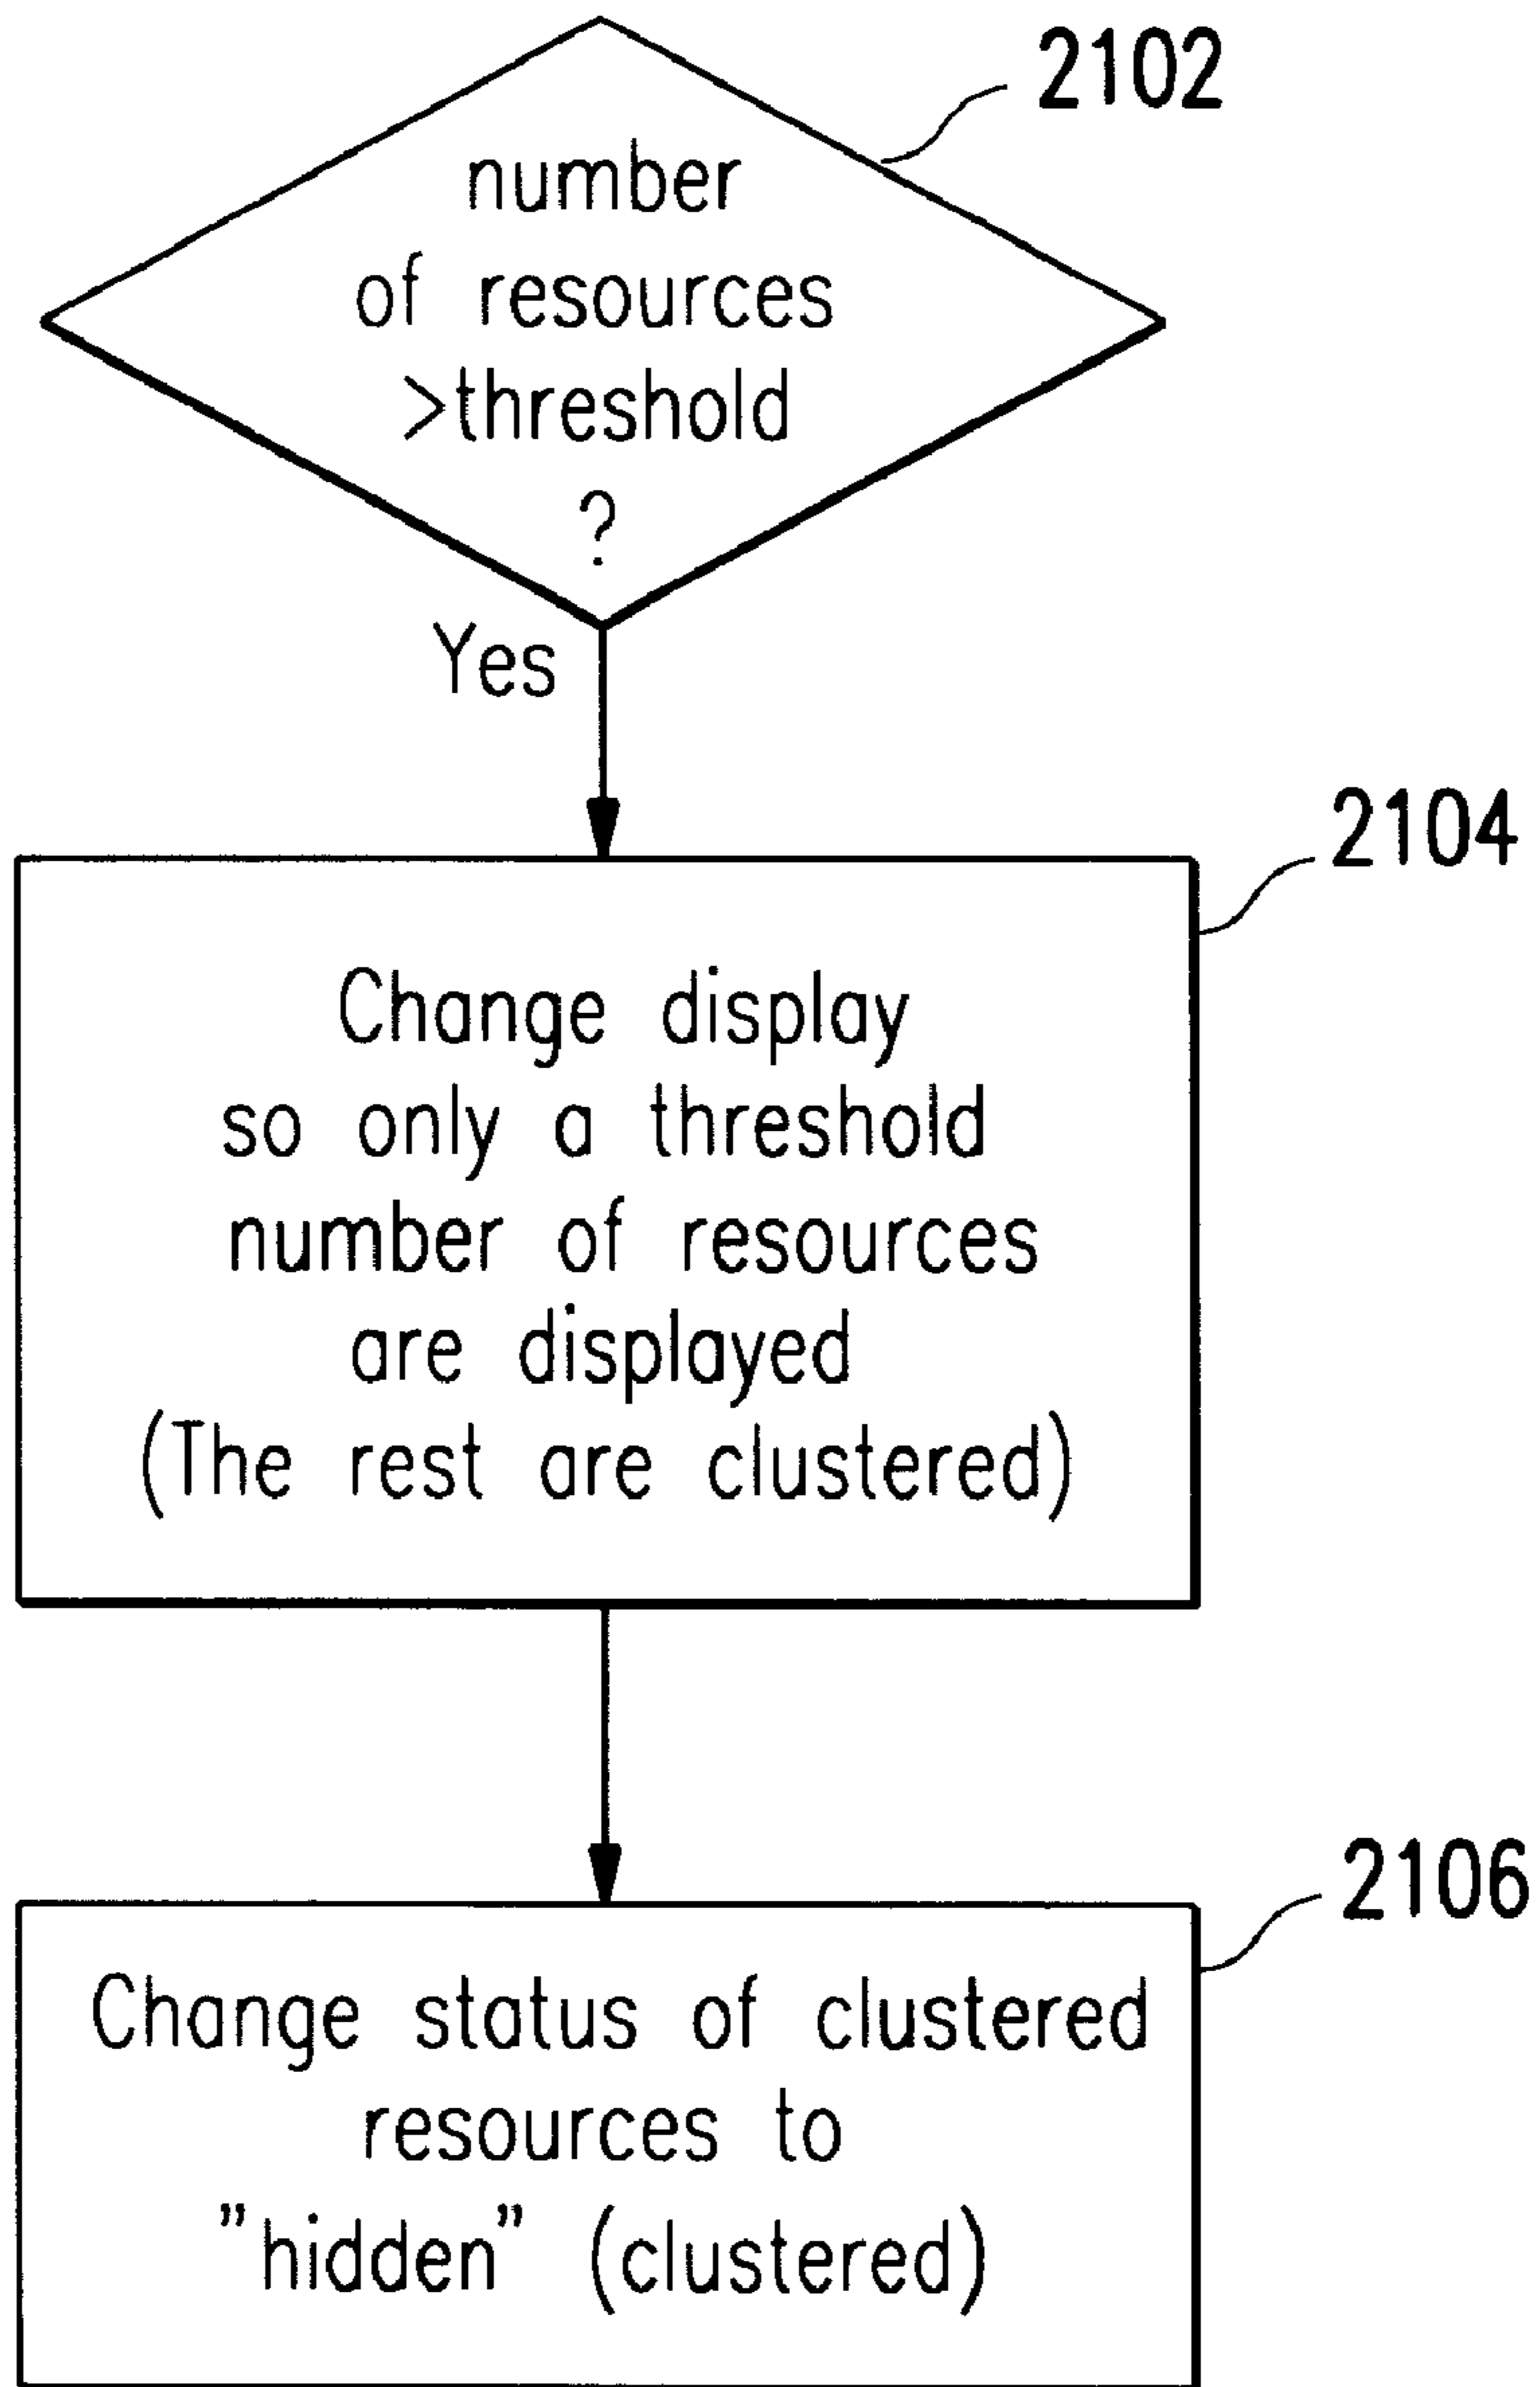 2102
number
of resources
>threshold
?
Yes
2104
Change display
so only a threshold
number of resources
are displayed
(The rest are clustered)
2106
Change status of clustered
resources to
"hidden" (clustered)